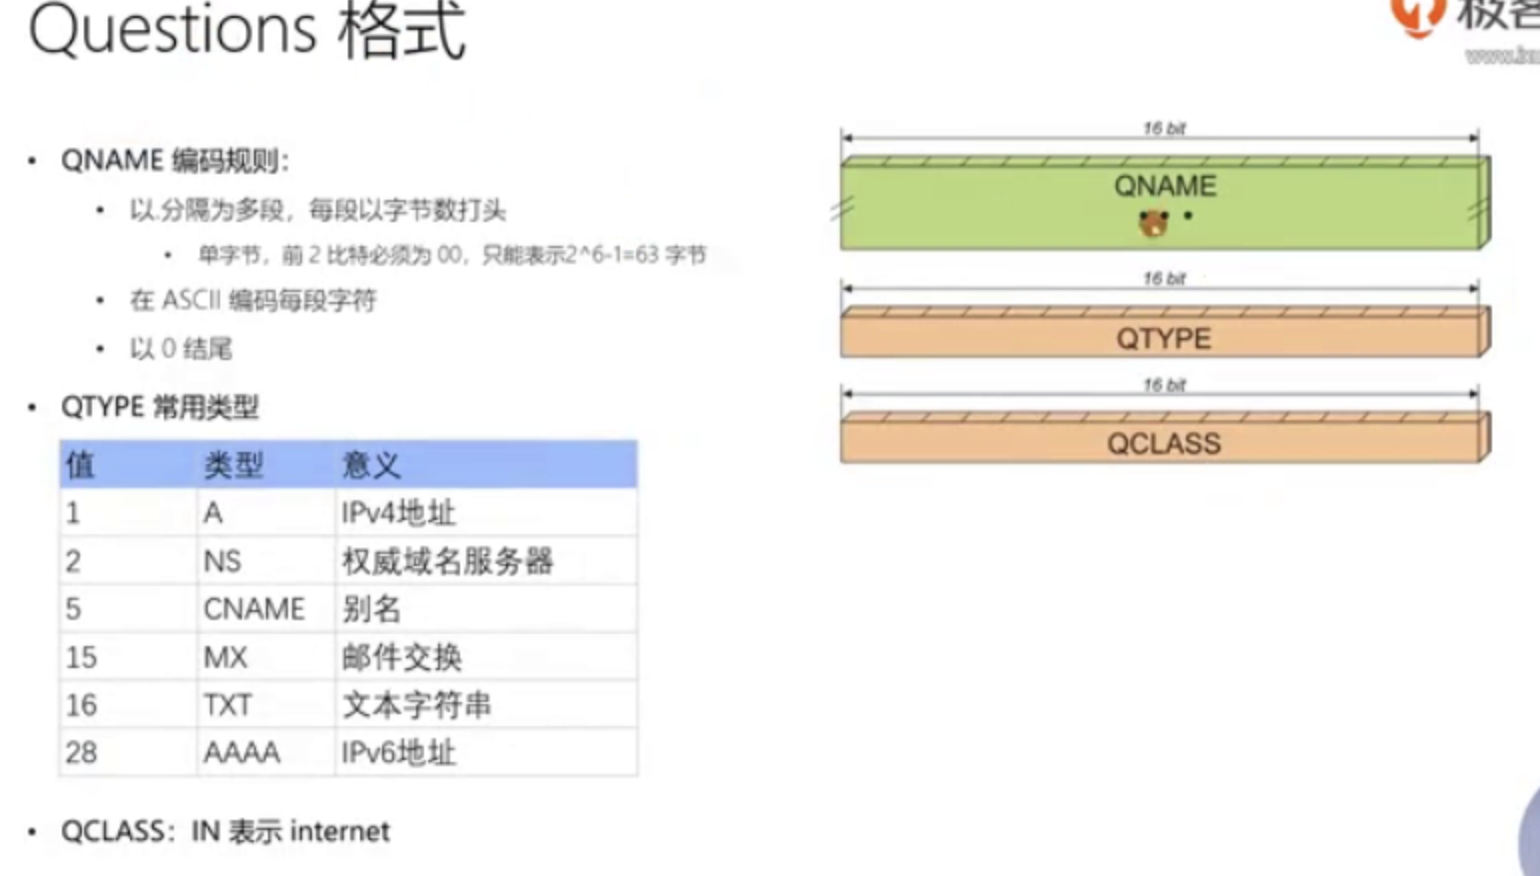 Questions 格式
极客
• QNAME 编码规则：
• 以.分隔为多段，每段以字节数打头
• 单字节，前 2 比特必须为 00，只能表示2^6-1=63 字节
• 在 ASCII 编码每段字符
• 以 0 结尾
• QTYPE 常用类型
值 类型 意义
1 A IPv4地址
2 NS 权威域名服务器
5 CNAME 别名
15 MX 邮件交换
16 TXT 文本字符串
28 AAAA IPv6地址
• QCLASS：IN 表示 internet
16 bit
QNAME
16 bit
QTYPE
16 bit
QCLASS